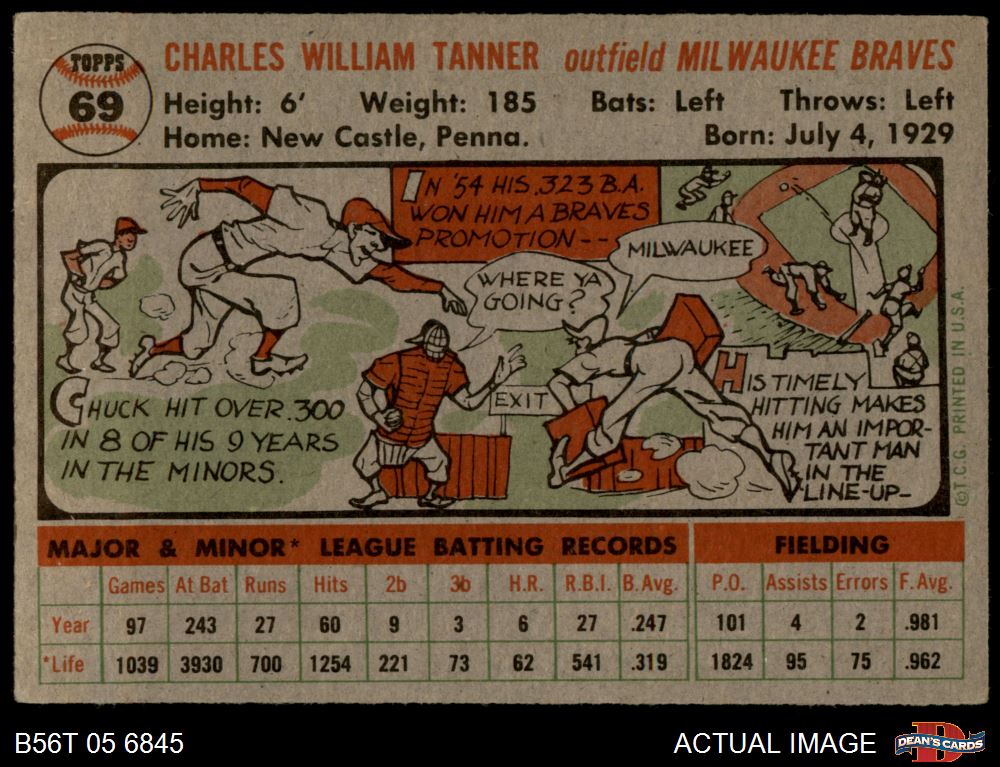 TOPPS
69
CHARLES WILLIAM TANNER outfield MILWAUKEE BRAVES
Height: 6' Weight: 185 Bats: Left Throws: Left
Home: New Castle, Penna. Born: July 4, 1929
IN '54 HIS .323 B.A.
WON HIM A BRAVES
PROMOTION---
WHERE YA
GOING?
MILWAUKEE
EXIT
CHUCK HIT OVER .300
IN 8 OF HIS 9 YEARS
IN THE MINORS.
HIS TIMELY
HITTING MAKES
HIM AN IMPOR-
TANT MAN
IN THE
LINE-UP-
©T.C.G. PRINTED IN U.S.A.
MAJOR & MINOR* LEAGUE BATTING RECORDS FIELDING
Games At Bat Runs Hits 2b 3b H.R. R.B.I. B.Avg. P.O. Assists Errors F.Avg.
Year 97 243 27 60 9 3 6 27 .247 101 4 2 .981
*Life 1039 3930 700 1254 221 73 62 541 .319 1824 95 75 .962
B56T 05 6845 ACTUAL IMAGE
D
DEAN'S CARDS